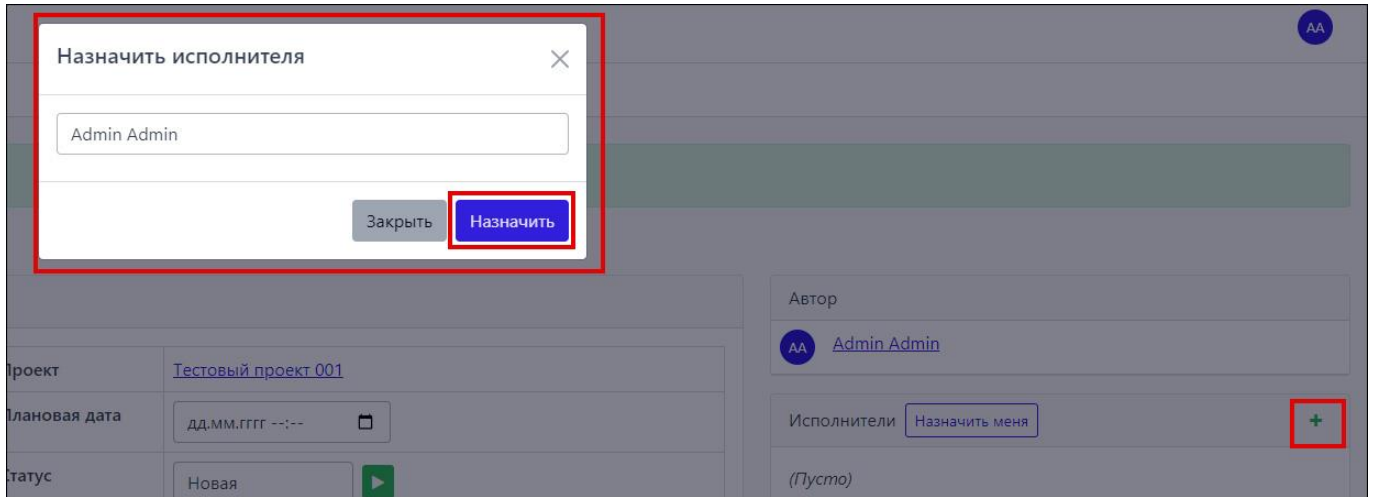 AA
Назначить исполнителя
Admin Admin
Закрыть
Назначить
Автор
AA
Admin Admin
Проект
Тестовый проект 001
Плановая дата
дд.мм.гггг --:--
Исполнители
Назначить меня
Статус
Новая
(Пусто)